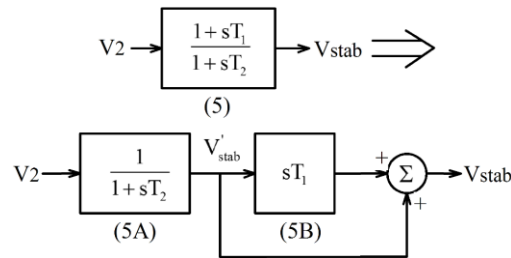 V2
1+sT₁
1+sT₂
Vstab
(5)
V2
1
1+sT₂
(5A)
V'stab
sT₁
(5B)
+
Σ
+
Vstab